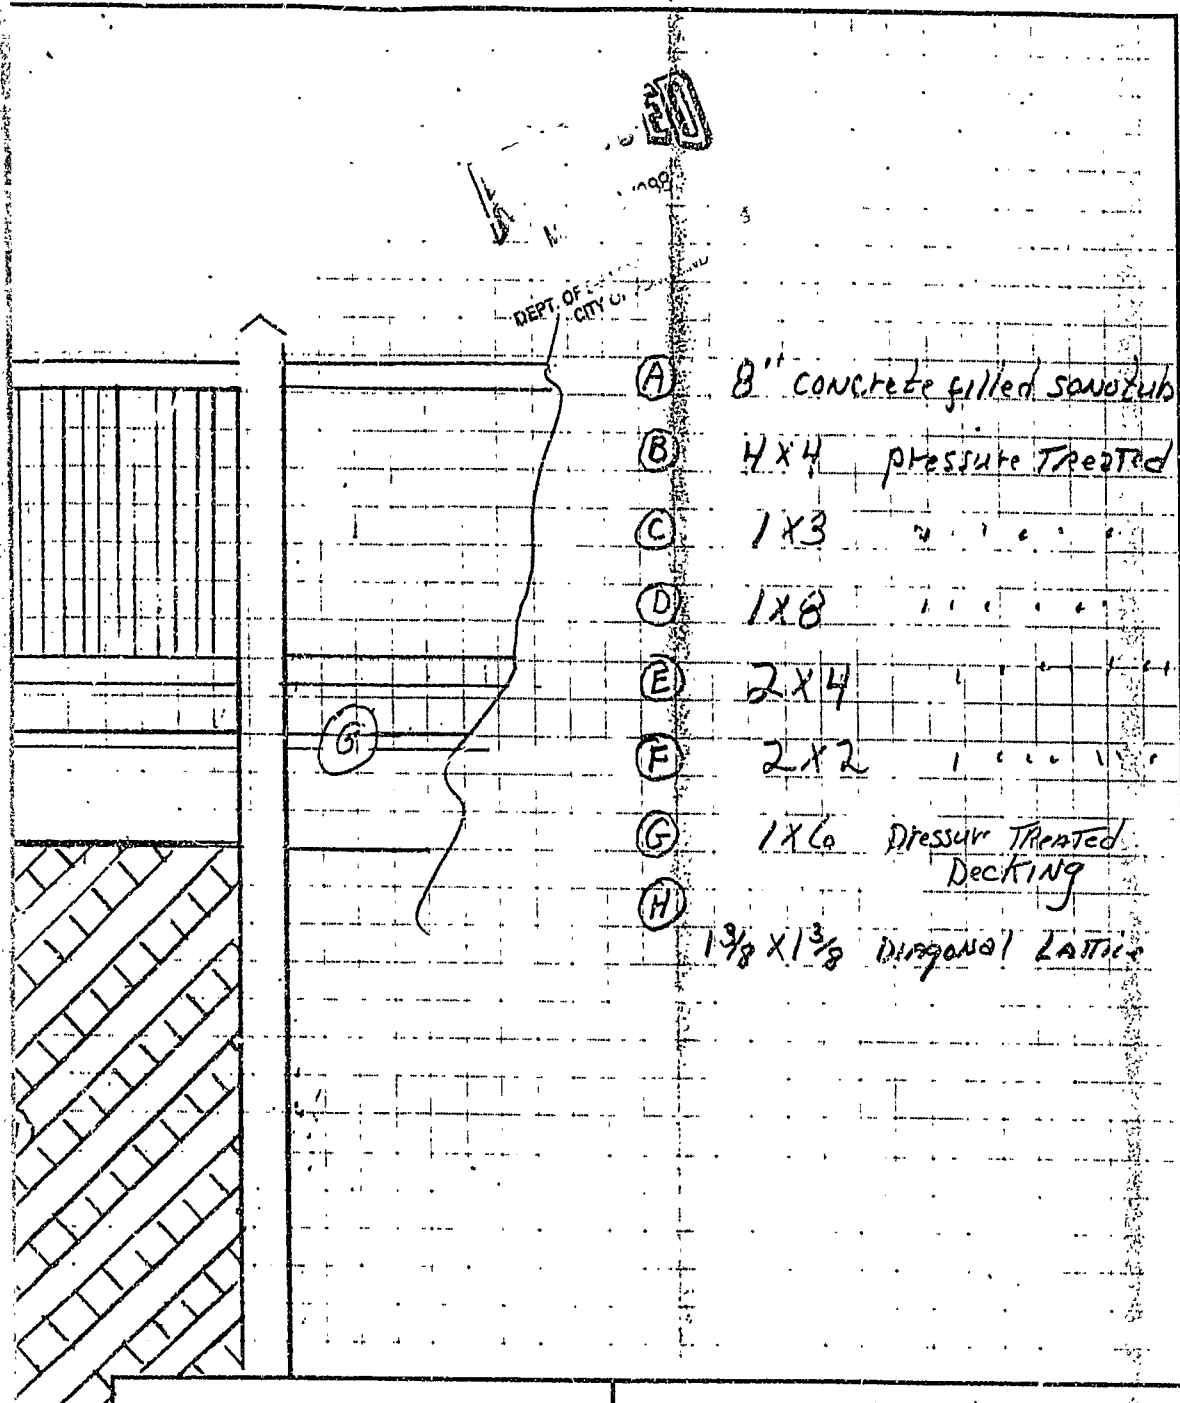 DEPT. OF
CITY OF
(A) 8" concrete filled sonotub
(B) 4x4 pressure Treated
(C) 1x3 " " " " " "
(D) 1x8 " " " " "
(E) 2x4 " " " " "
(F) 2x2 " " " " "
(G)
(G) 1x6 Pressur Treated
Decking
(H)
1 3/8 x 1 3/8 Diagonal Lattice